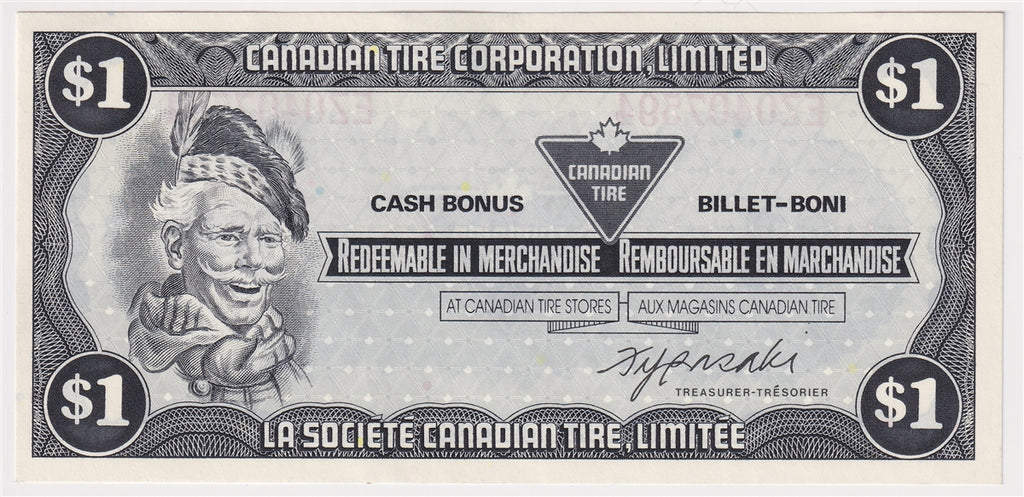 CANADIAN TIRE CORPORATION, LIMITED
$1
$1
CANADIAN
TIRE
CASH BONUS
BILLET-BONI
REDEEMABLE IN MERCHANDISE REMBOURSABLE EN MARCHANDISE
AT CANADIAN TIRE STORES
AUX MAGASINS CANADIAN TIRE
TREASURER-TRÉSORIER
$1
$1
LA SOCIÉTÉ CANADIAN TIRE, LIMITÉE